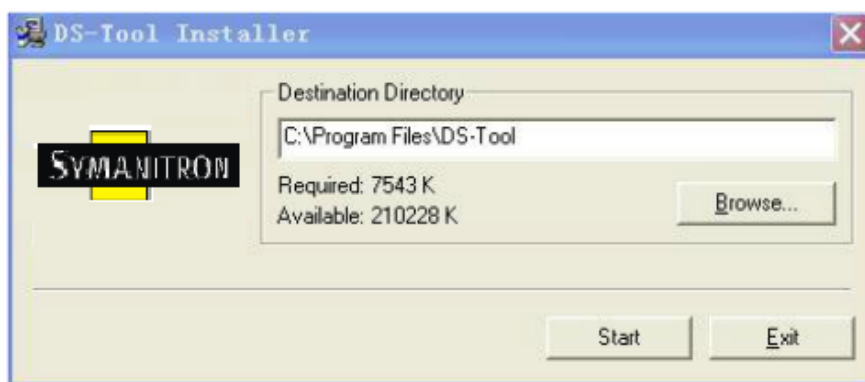 DS-Tool Installer
Destination Directory
C:\Program Files\DS-Tool
SYMANITRON
Required: 7543 K
Available: 210228 K
Browse...
Start
Exit